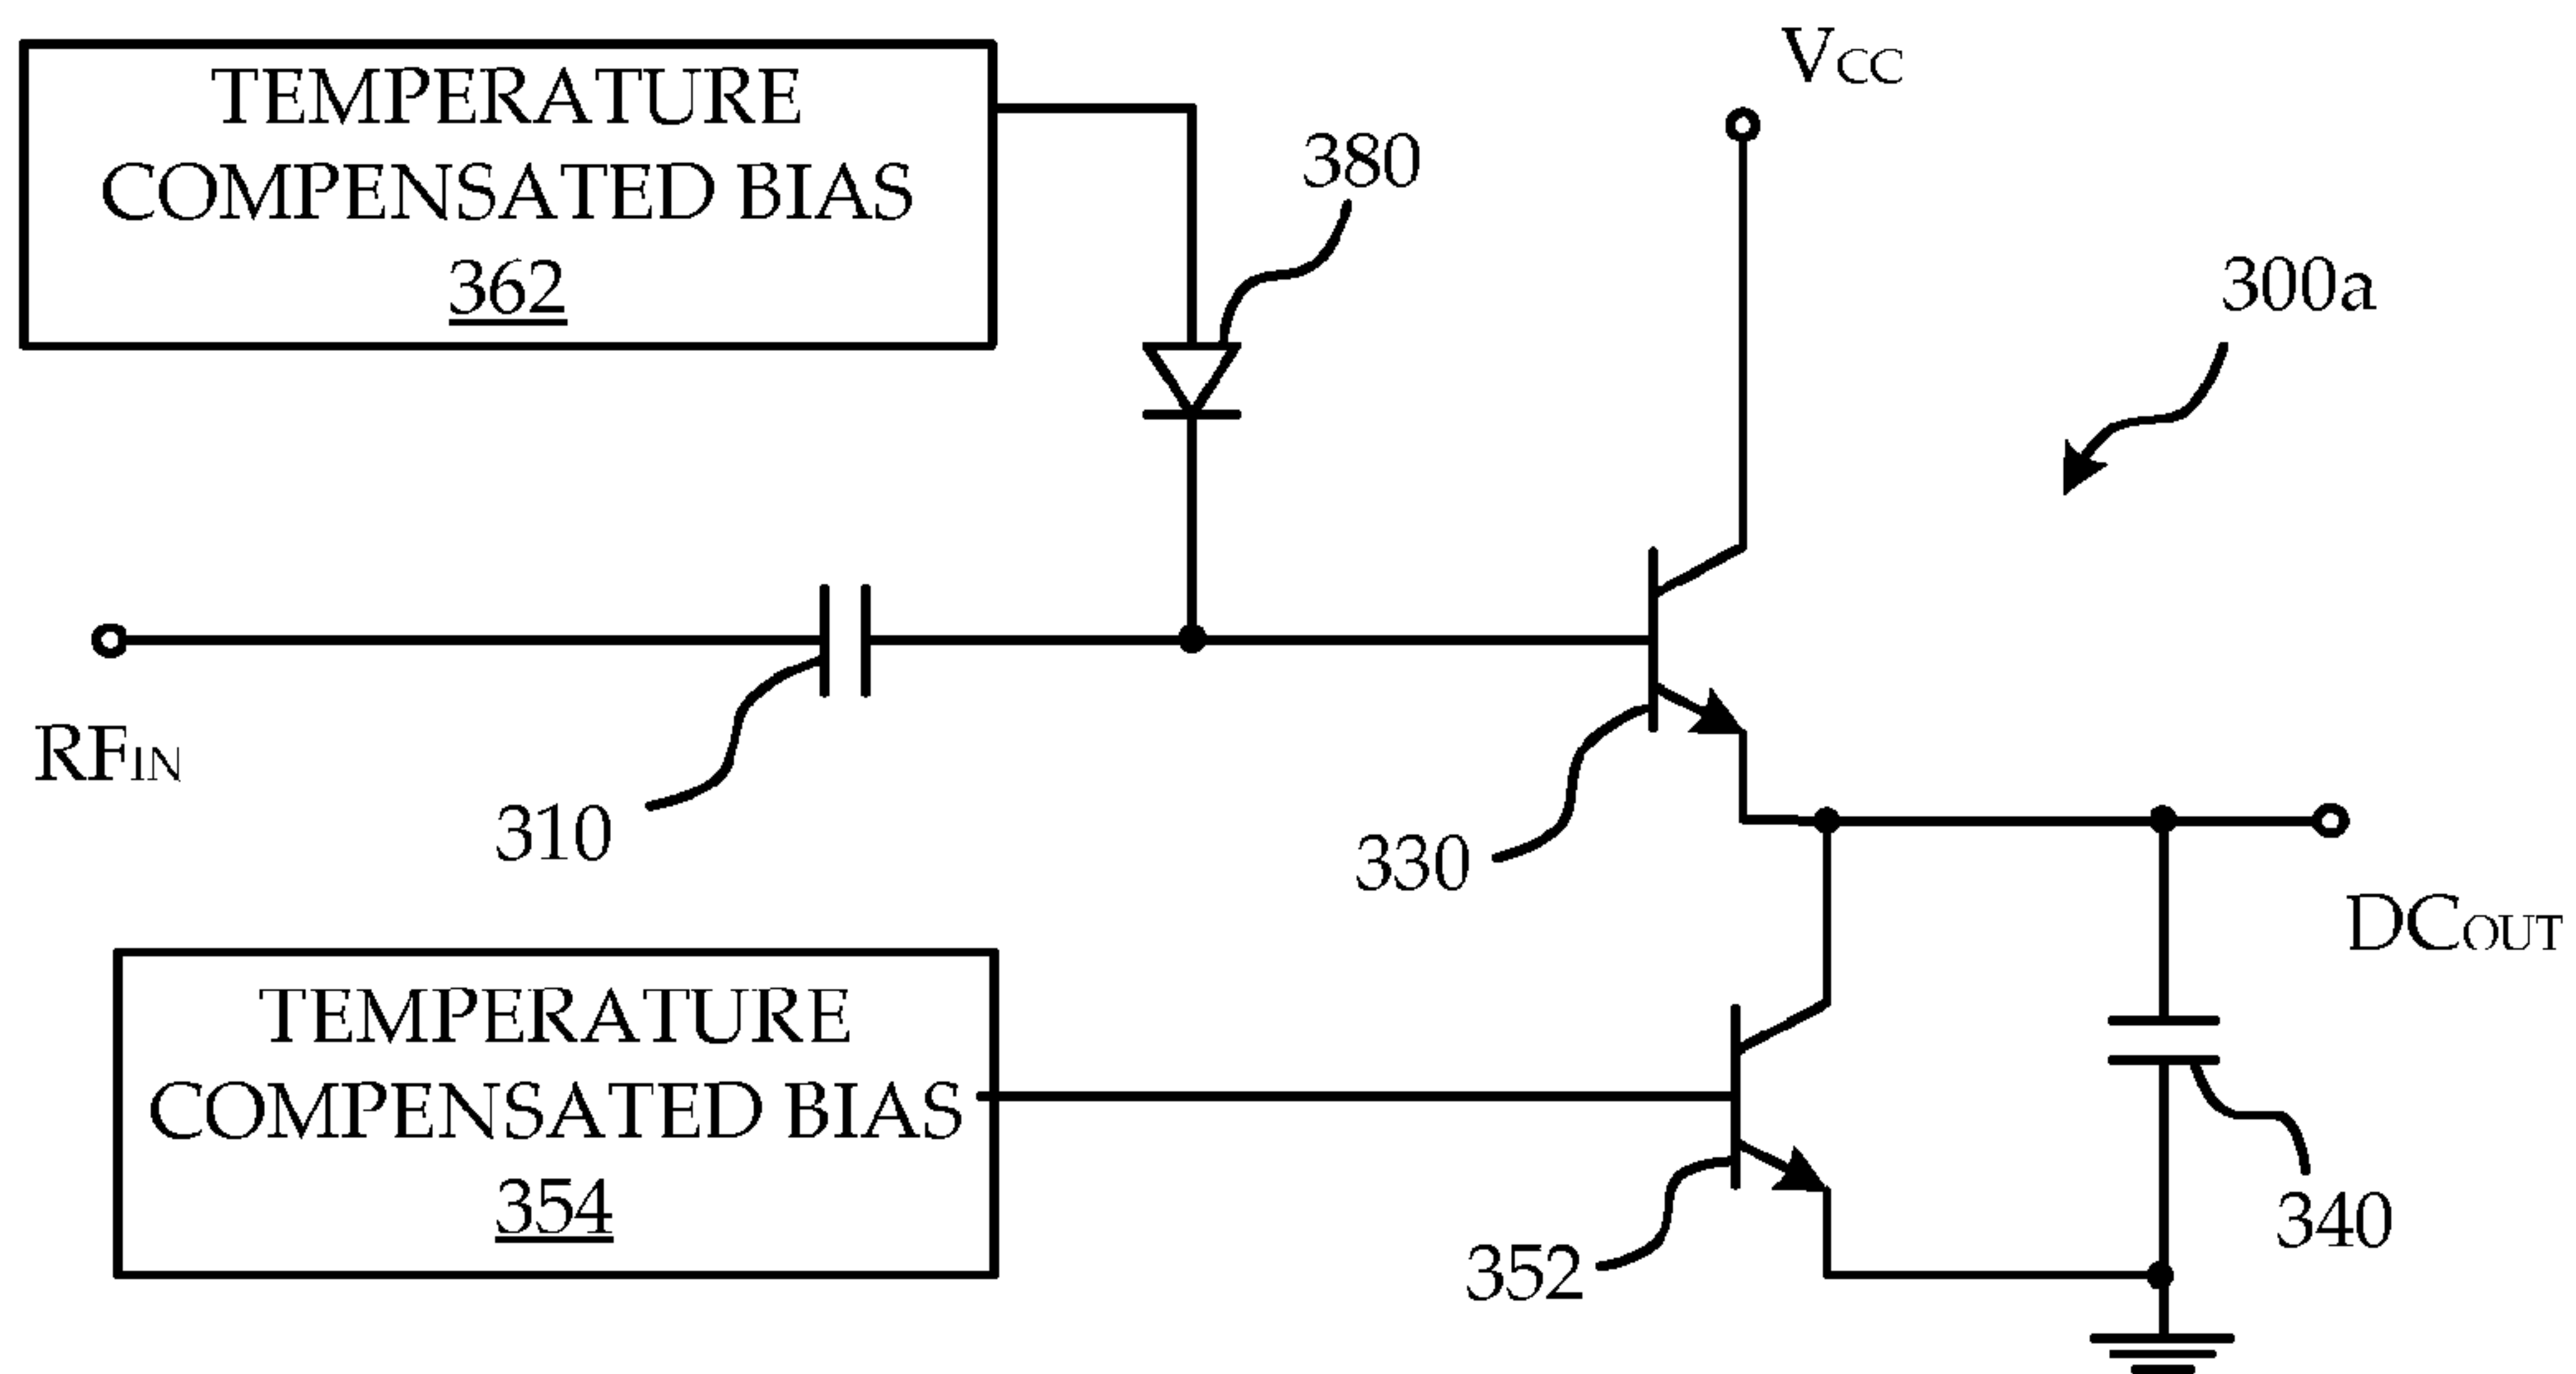 VCC
TEMPERATURE
COMPENSATED BIAS
362
380
300a
RFIN
310
330
DCOUT
TEMPERATURE
COMPENSATED BIAS
354
352
340